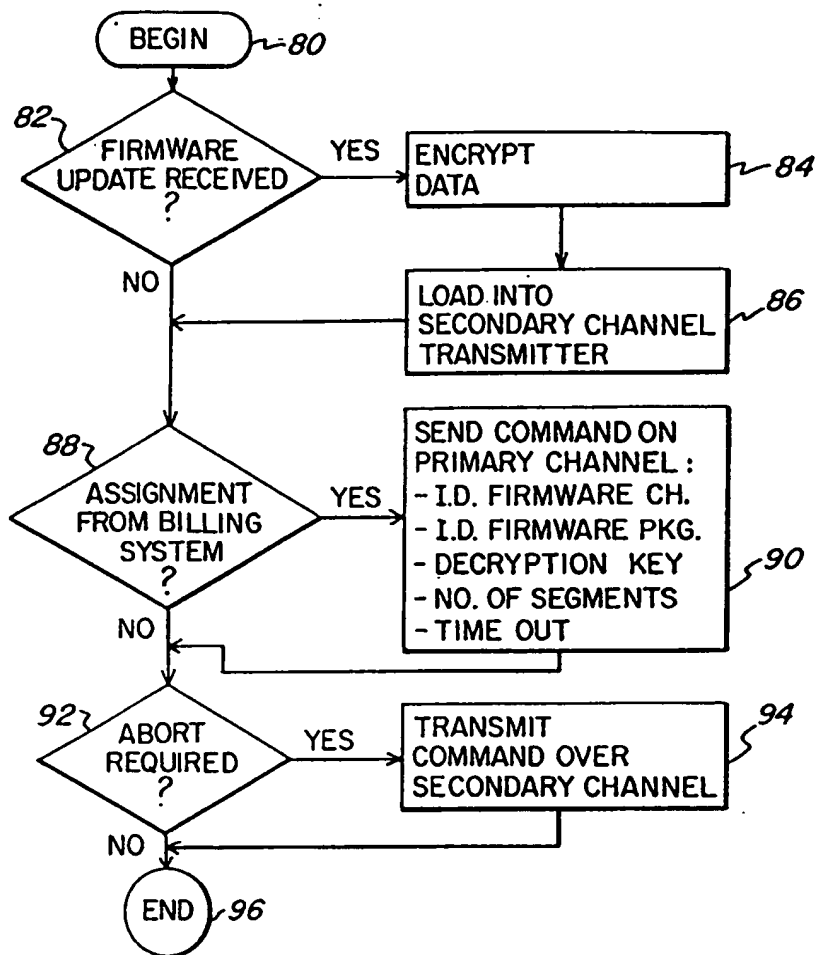 BEGIN
80
82
FIRMWARE
UPDATE RECEIVED
?
YES
NO
ENCRYPT
DATA
84
LOAD INTO
SECONDARY CHANNEL
TRANSMITTER
86
88
ASSIGNMENT
FROM BILLING
SYSTEM
?
YES
NO
SEND COMMAND ON
PRIMARY CHANNEL :
- I.D. FIRMWARE CH.
- I.D. FIRMWARE PKG.
- DECRYPTION KEY
- NO. OF SEGMENTS
- TIME OUT
90
92
ABORT
REQUIRED
?
YES
NO
TRANSMIT
COMMAND OVER
SECONDARY CHANNEL
94
END
96